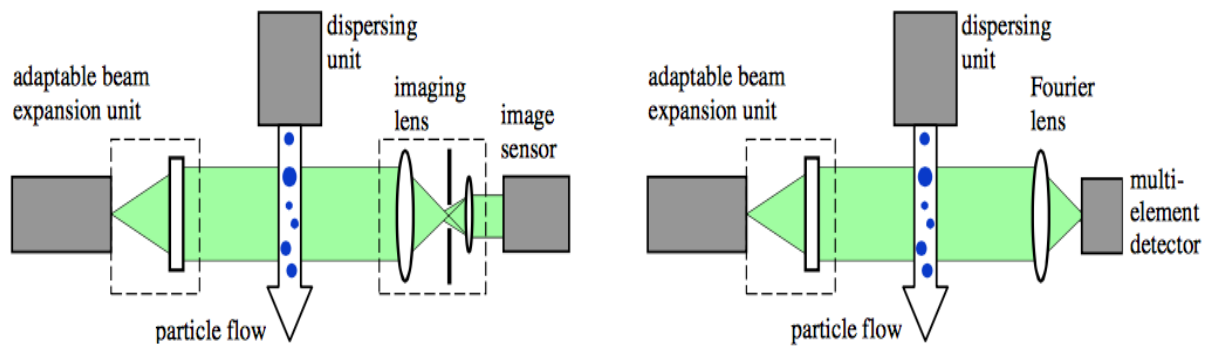 dispersing
unit
adaptable beam
expansion unit
imaging
lens
image
sensor
particle flow
dispersing
unit
adaptable beam
expansion unit
Fourier
lens
multi-
element
detector
particle flow